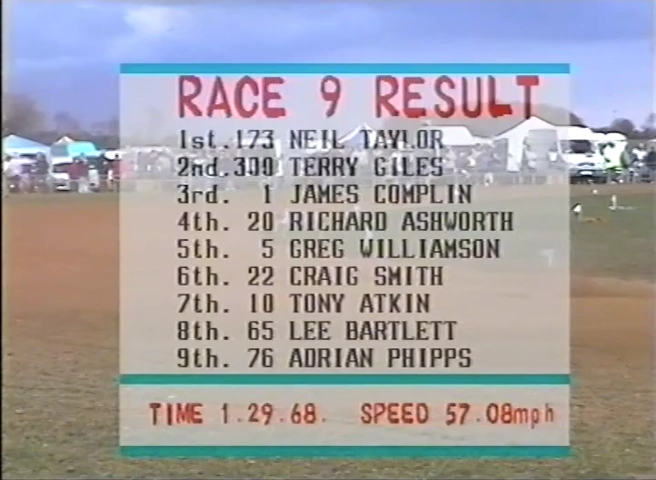 RACE 9 RESULT
1st. 173 NEIL TAYLOR
2nd. 300 TERRY GILES
3rd. 1 JAMES COMPLIN
4th. 20 RICHARD ASHWORTH
5th. 5 GREG WILLIAMSON
6th. 22 CRAIG SMITH
7th. 10 TONY ATKIN
8th. 65 LEE BARTLETT
9th. 76 ADRIAN PHIPPS
TIME 1.29.68. SPEED 57.08mph